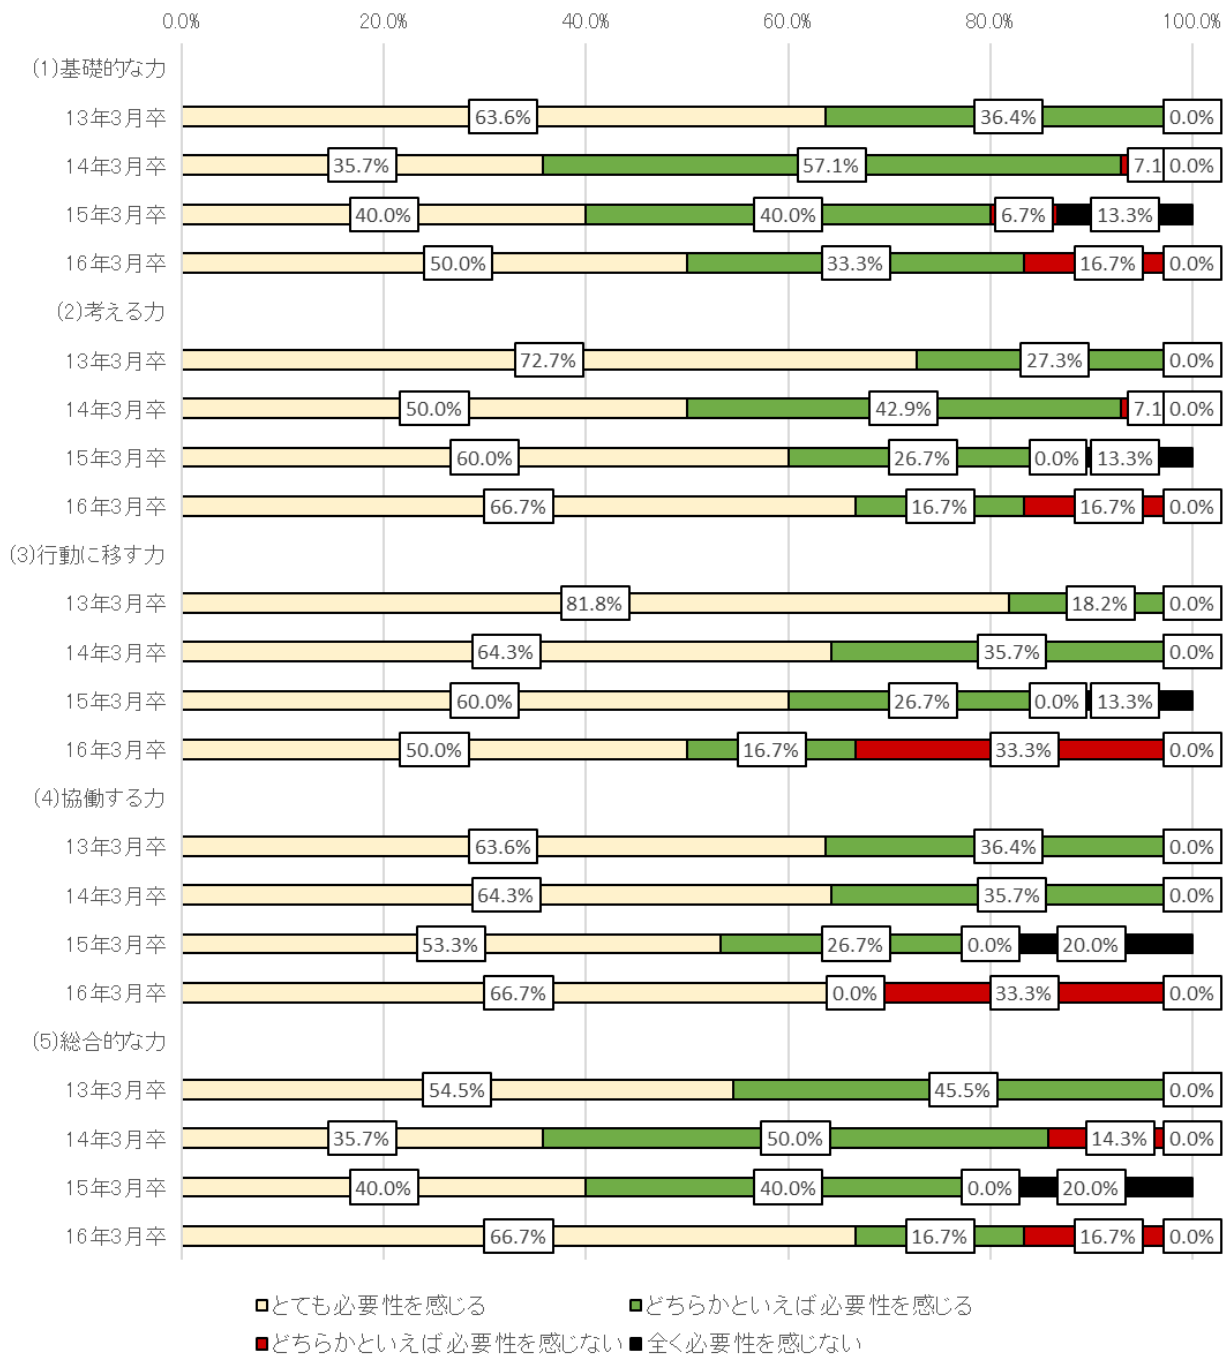 0.0% 20.0% 40.0% 60.0% 80.0% 100.0%
(1)基礎的な力
13年3月卒 63.6% 36.4% 0.0%
14年3月卒 35.7% 57.1% 7.1 0.0%
15年3月卒 40.0% 40.0% 6.7% 13.3%
16年3月卒 50.0% 33.3% 16.7% 0.0%
(2)考える力
13年3月卒 72.7% 27.3% 0.0%
14年3月卒 50.0% 42.9% 7.1 0.0%
15年3月卒 60.0% 26.7% 0.0% 13.3%
16年3月卒 66.7% 16.7% 16.7% 0.0%
(3)行動に移す力
13年3月卒 81.8% 18.2% 0.0%
14年3月卒 64.3% 35.7% 0.0%
15年3月卒 60.0% 26.7% 0.0% 13.3%
16年3月卒 50.0% 16.7% 33.3% 0.0%
(4)協働する力
13年3月卒 63.6% 36.4% 0.0%
14年3月卒 64.3% 35.7% 0.0%
15年3月卒 53.3% 26.7% 0.0% 20.0%
16年3月卒 66.7% 0.0% 33.3% 0.0%
(5)総合的な力
13年3月卒 54.5% 45.5% 0.0%
14年3月卒 35.7% 50.0% 14.3% 0.0%
15年3月卒 40.0% 40.0% 0.0% 20.0%
16年3月卒 66.7% 16.7% 16.7% 0.0%
とても必要性を感じる どちらかといえば必要性を感じる
どちらかといえば必要性を感じない 全く必要性を感じない